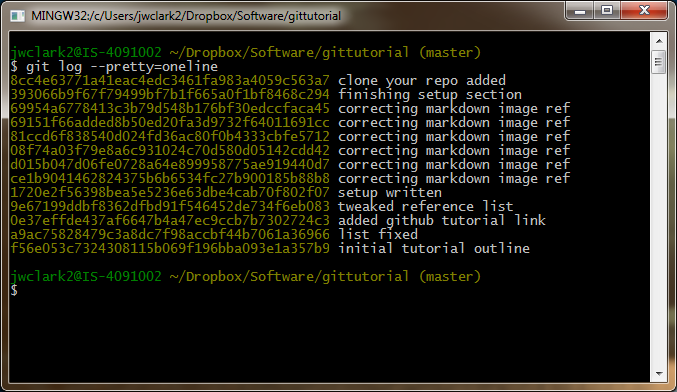 MINGW32:/c/Users/jwclark2/Dropbox/Software/gittutorial
jwclark2@IS-4091002 ~/Dropbox/Software/gittutorial (master)
$ git log --pretty=oneline
8cc4e63771a41eac4edc3461fa983a4059c563a7 clone your repo added
393066b9f67f79499bf7b1f665a0f1bf8468c294 finishing setup section
69954a6778413c3b79d548b176bf30edccfaca45 correcting markdown image ref
69151f66added8b50ed20fa3d9732f64011691cc correcting markdown image ref
81ccd6f838540d024fd36ac80f0b4333cbfe5712 correcting markdown image ref
08f74a03f79e8a6c931024c70d580d05142cdd42 correcting markdown image ref
d015b047d06fe0728a64e899958775ae919440d7 correcting markdown image ref
ce1b9041462824375b6b6534fc27b900185b88b8 correcting markdown image ref
1720e2f56398bea5e5236e63dbe4cab70f802f07 setup written
9e67199ddbf8362dfbd91f546452de734f6eb083 tweaked reference list
0e37effde437af6647b4a47ec9ccb7b7302724c3 added github tutorial link
a9ac75828479c3a8dc7f98accbf44b7061a36966 list fixed
f56e053c7324308115b069f196bba093e1a357b9 initial tutorial outline
jwclark2@IS-4091002 ~/Dropbox/Software/gittutorial (master)
$